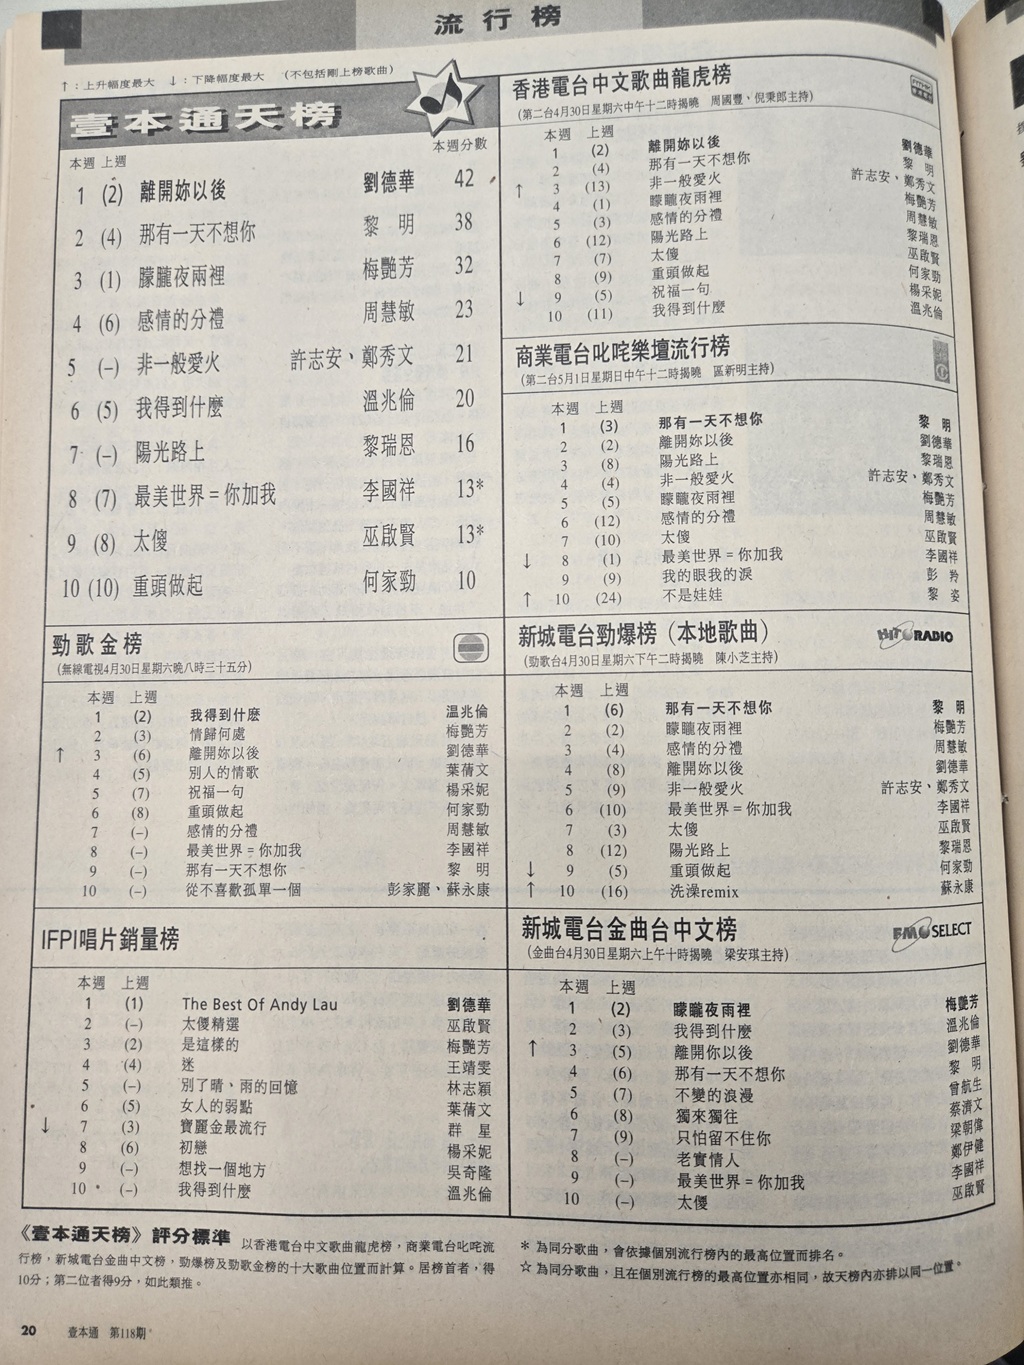 流行榜
↑：上升幅度最大　↓：下降幅度最大　（不包括剛上榜歌曲）
壹本通天榜
本週 上週 本週分數
1 (2) 離開妳以後 劉德華 42
2 (4) 那有一天不想你 黎明 38
3 (1) 朦朧夜兩裡 梅艷芳 32
4 (6) 感情的分禮 周慧敏 23
5 (–) 非一般愛火 許志安、鄭秀文 21
6 (5) 我得到什麼 溫兆倫 20
7 (–) 陽光路上 黎瑞恩 16
8 (7) 最美世界＝你加我 李國祥 13*
9 (8) 太傻 巫啟賢 13*
10 (10) 重頭做起 何家勁 10
勁歌金榜
（無線電視4月30日星期六晚八時三十五分）
本週 上週
1 (2) 我得到什麼 溫兆倫
2 (3) 情歸何處 梅艷芳
↑ 3 (6) 離開妳以後 劉德華
4 (5) 別人的情歌 葉蒨文
5 (7) 祝福一句 楊采妮
6 (8) 重頭做起 何家勁
7 (–) 感情的分禮 周慧敏
8 (–) 最美世界＝你加我 李國祥
9 (–) 那有一天不想你 黎明
10 (–) 從不喜歡孤單一個 彭家麗、蘇永康
IFPI唱片銷量榜
本週 上週
1 (1) The Best Of Andy Lau 劉德華
2 (–) 太傻精選 巫啟賢
3 (2) 是這樣的 梅艷芳
4 (4) 迷 王靖雯
5 (–) 別了晴、雨的回憶 林志穎
6 (5) 女人的弱點 葉蒨文
↓ 7 (3) 寶麗金最流行 群星
8 (6) 初戀 楊采妮
9 (–) 想找一個地方 吳奇隆
10 (–) 我得到什麼 溫兆倫
香港電台中文歌曲龍虎榜
（第二台4月30日星期六中午十二時揭曉　周國豐、倪秉郎主持）
本週 上週
1 (2) 離開妳以後 劉德華
2 (4) 那有一天不想你 黎明
↑ 3 (13) 非一般愛火 許志安、鄭秀文
4 (1) 朦朧夜雨裡 梅艷芳
5 (3) 感情的分禮 周慧敏
6 (12) 陽光路上 黎瑞恩
7 (7) 太傻 巫啟賢
8 (9) 重頭做起 何家勁
↓ 9 (5) 祝福一句 楊采妮
10 (11) 我得到什麼 溫兆倫
商業電台叱咤樂壇流行榜
（第二台5月1日星期日中午十二時揭曉　區新明主持）
本週 上週
1 (3) 那有一天不想你 黎明
2 (2) 離開妳以後 劉德華
3 (8) 陽光路上 黎瑞恩
4 (4) 非一般愛火 許志安、鄭秀文
5 (5) 朦朧夜雨裡 梅艷芳
6 (12) 感情的分禮 周慧敏
7 (10) 太傻 巫啟賢
↓ 8 (1) 最美世界＝你加我 李國祥
9 (9) 我的眼我的淚 彭羚
↑ 10 (24) 不是娃娃 黎姿
新城電台勁爆榜（本地歌曲） HIT RADIO
（勁歌台4月30日星期六下午二時揭曉　陳小芝主持）
本週 上週
1 (6) 那有一天不想你 黎明
2 (2) 朦朧夜雨裡 梅艷芳
3 (4) 感情的分禮 周慧敏
4 (8) 離開妳以後 劉德華
5 (9) 非一般愛火 許志安、鄭秀文
6 (10) 最美世界＝你加我 李國祥
7 (3) 太傻 巫啟賢
8 (12) 陽光路上 黎瑞恩
↓ 9 (5) 重頭做起 何家勁
↑ 10 (16) 洗澡remix 蘇永康
新城電台金曲台中文榜 FM SELECT
（金曲台4月30日星期六上午十時揭曉　梁安琪主持）
本週 上週
1 (2) 朦朧夜雨裡 梅艷芳
2 (3) 我得到什麼 溫兆倫
↑ 3 (5) 離開你以後 劉德華
4 (6) 那有一天不想你 黎明
5 (7) 不變的浪漫 曾航生
6 (8) 獨來獨往 蔡濟文
7 (9) 只怕留不住你 梁朝偉
8 (–) 老實情人 鄭伊健
9 (–) 最美世界＝你加我 李國祥
10 (–) 太傻 巫啟賢
《壹本通天榜》評分標準　以香港電台中文歌曲龍虎榜，商業電台叱咤流
行榜，新城電台金曲中文榜，勁爆榜及勁歌金榜的十大歌曲位置而計算。居榜首者，得
10分；第二位者得9分，如此類推。
＊ 為同分歌曲，會依據個別流行榜內的最高位置而排名。
☆ 為同分歌曲，且在個別流行榜的最高位置亦相同，故天榜內亦排以同一位置。
20　壹本通　第118期